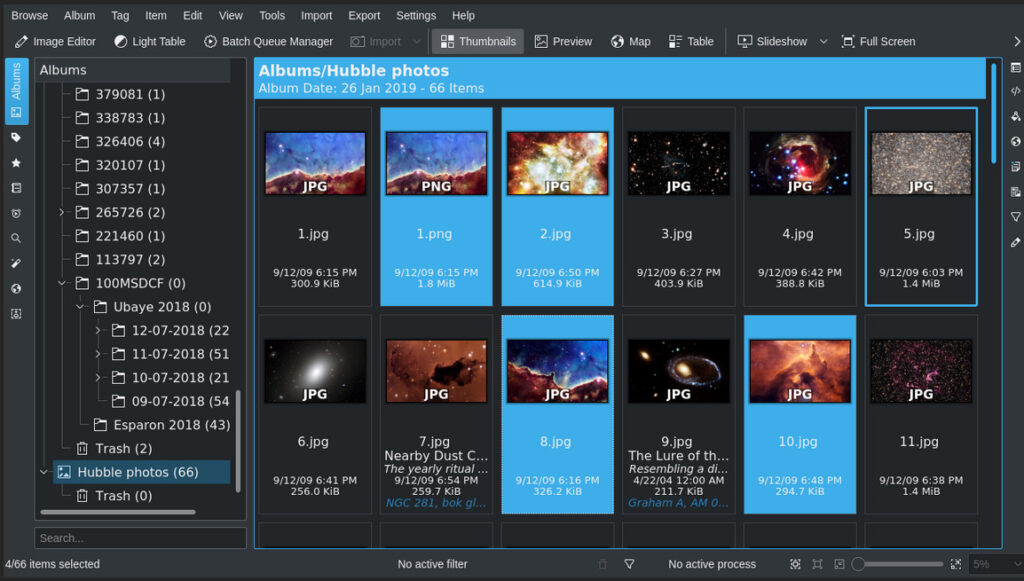 Browse Album Tag Item Edit View Tools Import Export Settings Help
Image Editor Light Table Batch Queue Manager Import Thumbnails Preview Map Table Slideshow Full Screen
Albums
Albums
379081 (1)
338783 (1)
326406 (4)
320107 (1)
307357 (1)
265726 (2)
221460 (1)
113797 (2)
100MSDCF (0)
Ubaye 2018 (0)
12-07-2018 (22
11-07-2018 (51
10-07-2018 (21
09-07-2018 (54
Esparon 2018 (43)
Trash (2)
Hubble photos (66)
Trash (0)
Search...
Albums/Hubble photos
Album Date: 26 Jan 2019 - 66 Items
JPG PNG JPG JPG JPG JPG
1.jpg 1.png 2.jpg 3.jpg 4.jpg 5.jpg
9/12/09 6:15 PM 9/12/09 6:15 PM 9/12/09 6:50 PM 9/12/09 6:27 PM 9/12/09 6:42 PM 9/12/09 6:03 PM
300.9 KiB 1.8 MiB 614.9 KiB 403.9 KiB 388.8 KiB 1.4 MiB
JPG JPG JPG JPG JPG JPG
6.jpg 7.jpg 8.jpg 9.jpg 10.jpg 11.jpg
Nearby Dust C... The Lure of th...
The yearly ritual ... Resembling a di...
9/12/09 6:41 PM 9/12/09 6:54 PM 9/12/09 6:16 PM 4/22/04 12:00 AM 9/12/09 6:48 PM 9/12/09 6:38 PM
256.0 KiB 259.7 KiB 326.2 KiB 211.7 KiB 294.7 KiB 1.4 MiB
NGC 281, bok gl... Graham A, AM 0...
4/66 items selected No active filter No active process 5%